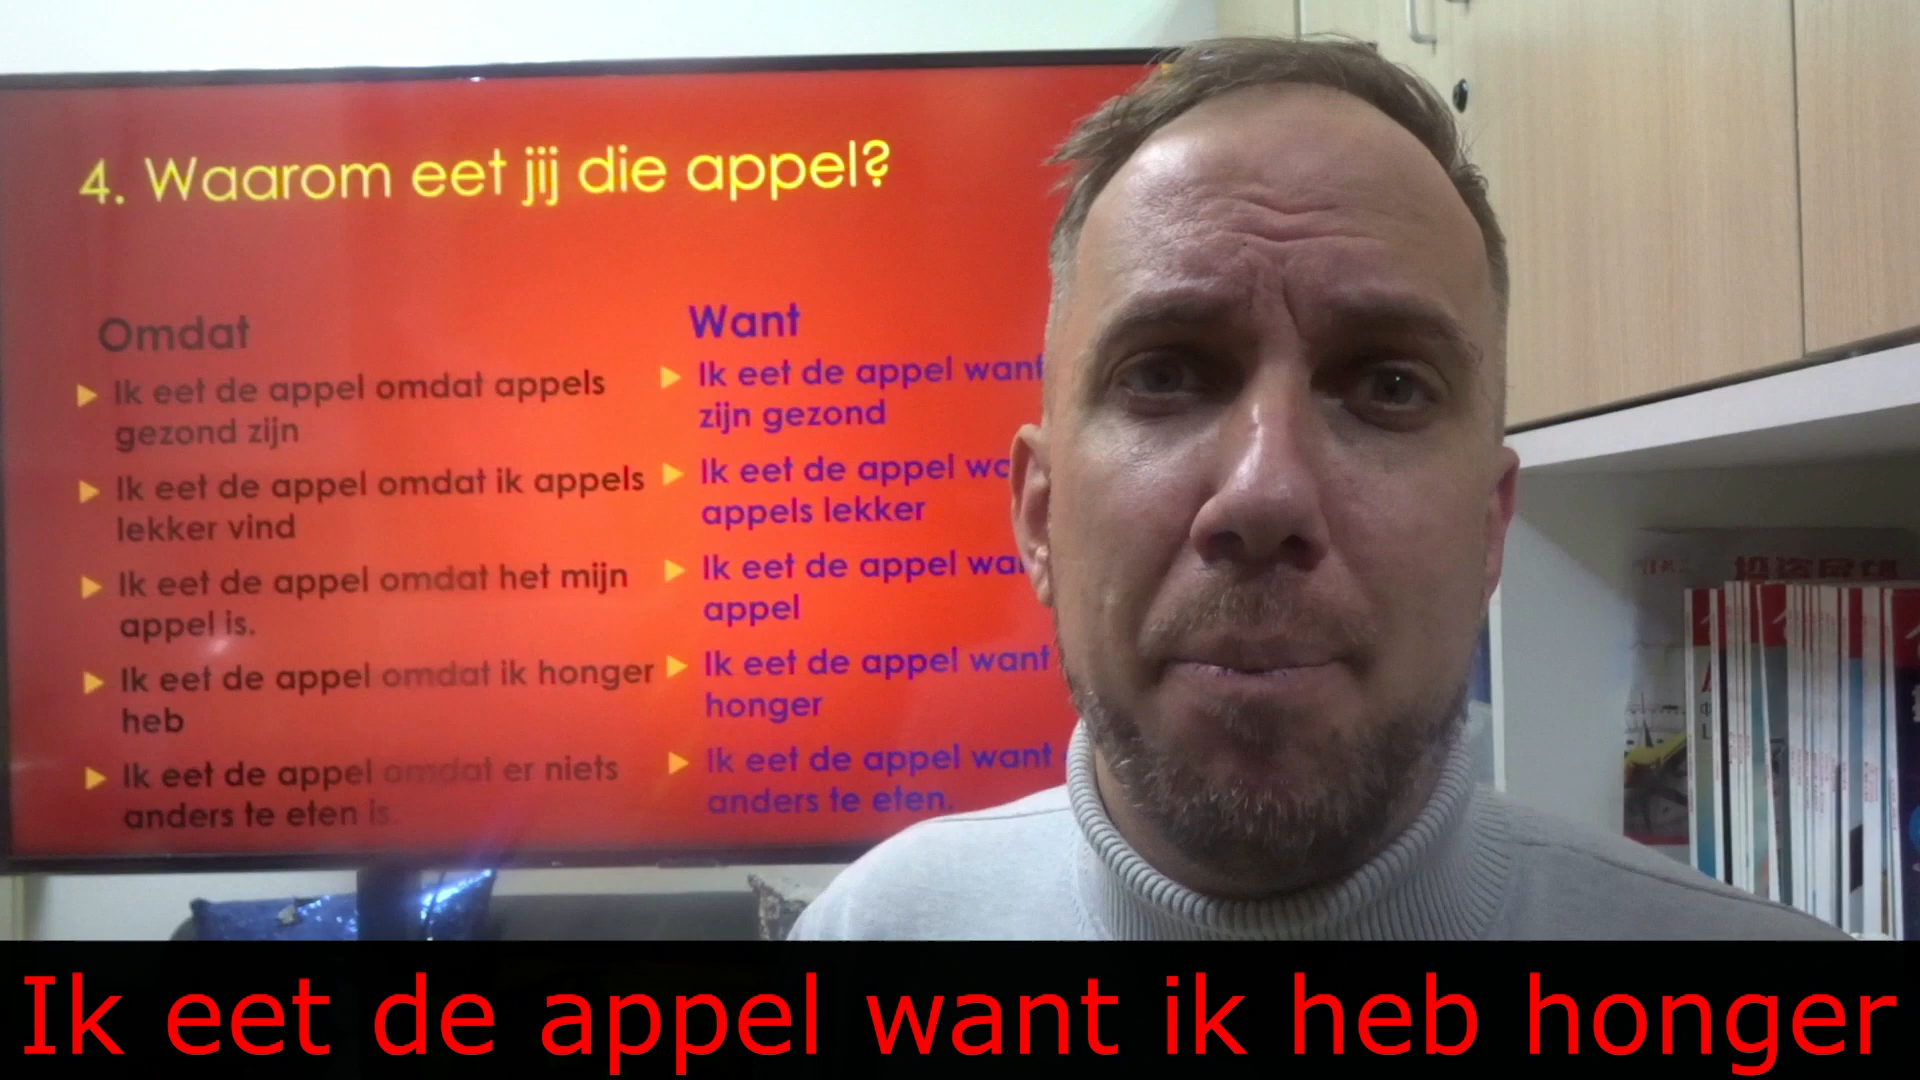 4. Waarom eet jij die appel?
Omdat
Ik eet de appel omdat appels
gezond zijn
Ik eet de appel omdat ik appels
lekker vind
Ik eet de appel omdat het mijn
appel is.
Ik eet de appel omdat ik honger
heb
Ik eet de appel omdat er niets
anders te eten is.
Want
Ik eet de appel want
zijn gezond
Ik eet de appel
appels lekker
Ik eet de appel
appel
Ik eet de appel want
honger
Ik eet de appel want
anders te eten.
Ik eet de appel want ik heb honger